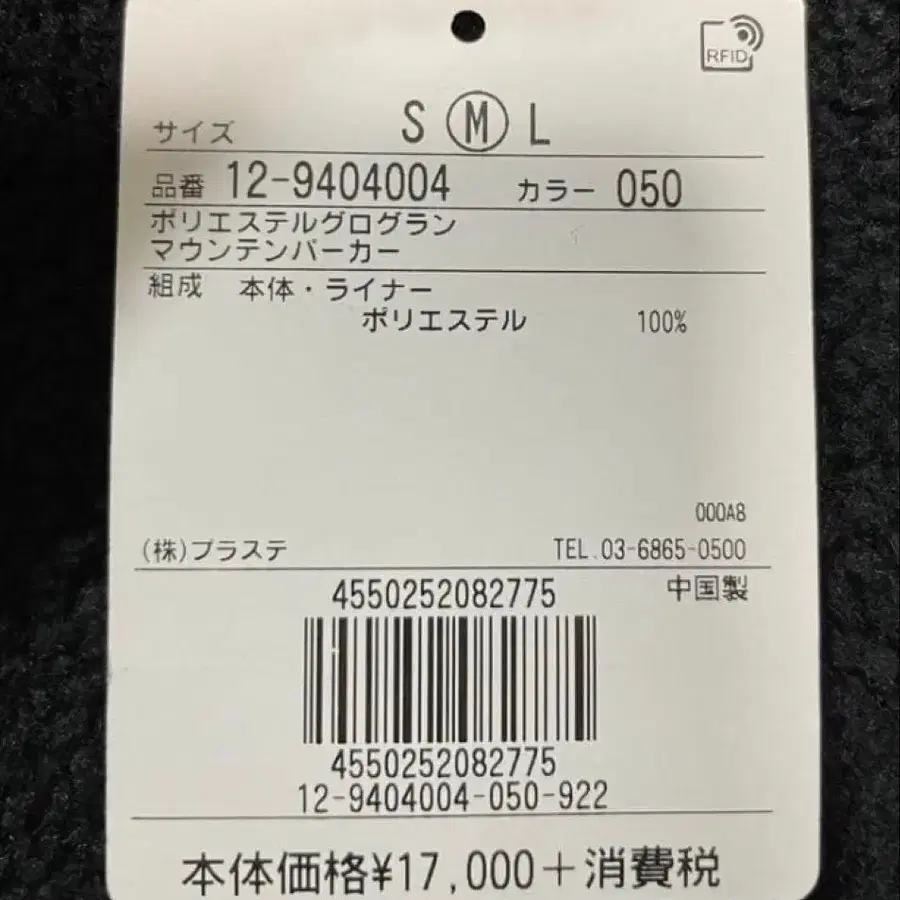 RFID
サイズ S M L
品番 12-9404004 カラー 050
ポリエステルグログラン
マウンテンパーカー
組成 本体・ライナー
ポリエステル 100%
000A8
(株)プラステ TEL.03-6865-0500
4550252082775 中国製
4550252082775
12-9404004-050-922
本体価格¥17,000+消費税